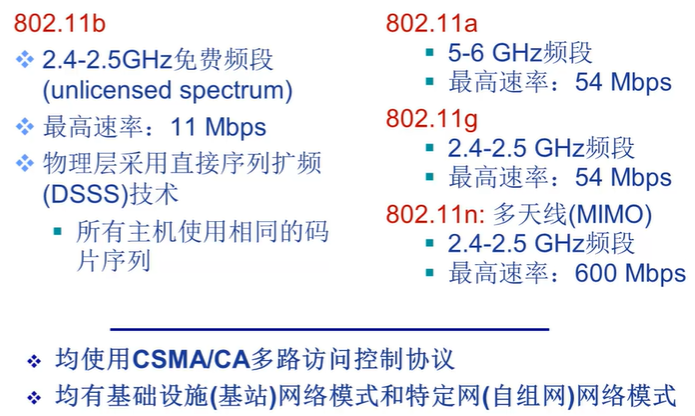 802.11b
2.4-2.5GHz免费频段
(unlicensed spectrum)
最高速率：11 Mbps
物理层采用直接序列扩频
(DSSS)技术
所有主机使用相同的码
片序列
802.11a
5-6 GHz频段
最高速率：54 Mbps
802.11g
2.4-2.5 GHz频段
最高速率：54 Mbps
802.11n: 多天线(MIMO)
2.4-2.5 GHz频段
最高速率：600 Mbps
均使用CSMA/CA多路访问控制协议
均有基础设施(基站)网络模式和特定网(自组网)网络模式